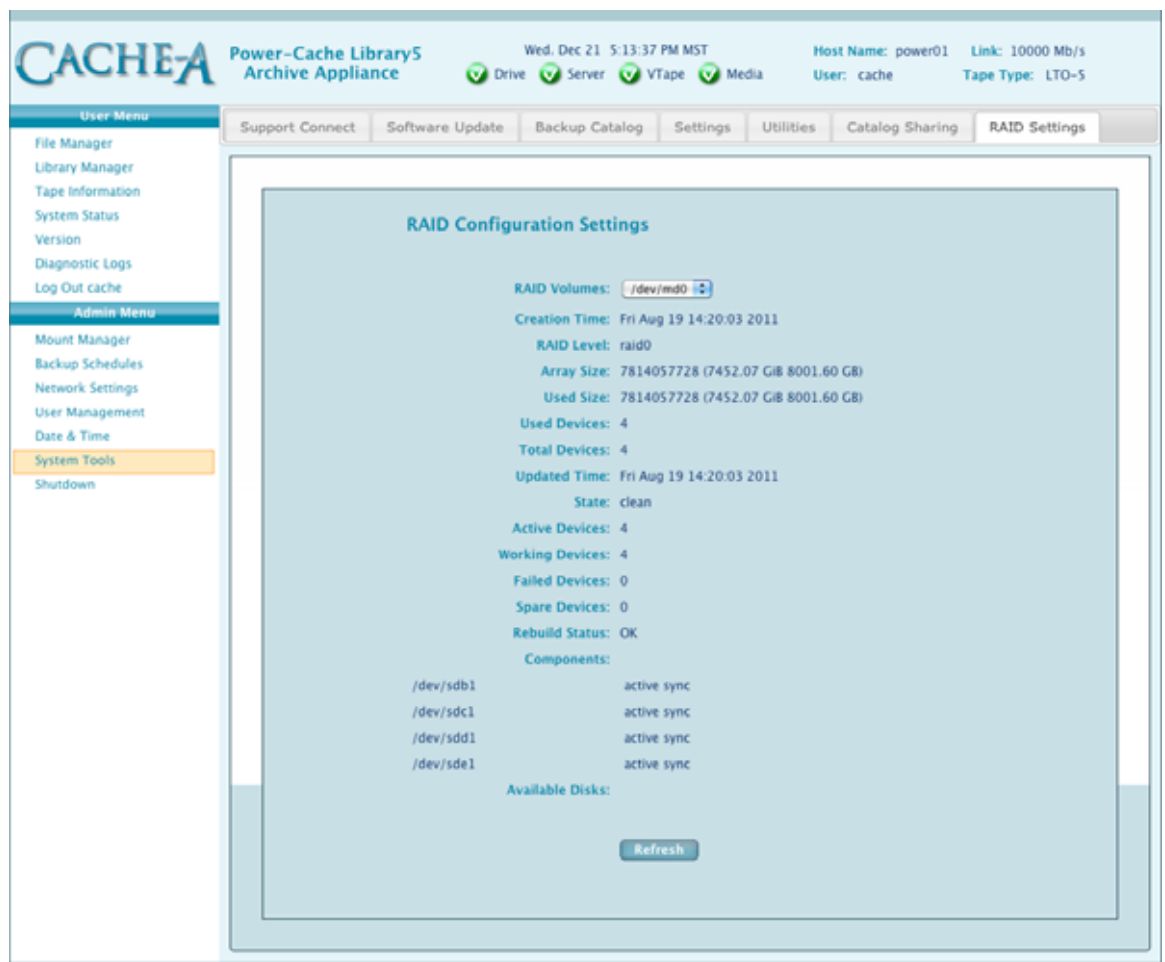 CACHE-A
Power-Cache Library5
Archive Appliance
Wed. Dec 21 5:13:37 PM MST
Drive Server VTape Media
Host Name: power01 Link: 10000 Mb/s
User: cache Tape Type: LTO-5
User Menu
File Manager
Library Manager
Tape Information
System Status
Version
Diagnostic Logs
Log Out cache
Admin Menu
Mount Manager
Backup Schedules
Network Settings
User Management
Date & Time
System Tools
Shutdown
Support Connect Software Update Backup Catalog Settings Utilities Catalog Sharing RAID Settings
RAID Configuration Settings
RAID Volumes: /dev/md0
Creation Time: Fri Aug 19 14:20:03 2011
RAID Level: raid0
Array Size: 7814057728 (7452.07 GiB 8001.60 GB)
Used Size: 7814057728 (7452.07 GiB 8001.60 GB)
Used Devices: 4
Total Devices: 4
Updated Time: Fri Aug 19 14:20:03 2011
State: clean
Active Devices: 4
Working Devices: 4
Failed Devices: 0
Spare Devices: 0
Rebuild Status: OK
Components:
/dev/sdb1 active sync
/dev/sdc1 active sync
/dev/sdd1 active sync
/dev/sde1 active sync
Available Disks:
Refresh